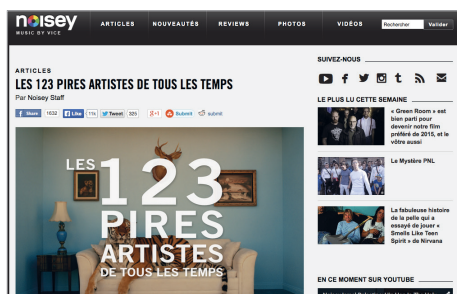 noisey
MUSIC BY VICE
ARTICLES NOUVEAUTÉS REVIEWS PHOTOS VIDÉOS
Rechercher Valider
ARTICLES
LES 123 PIRES ARTISTES DE TOUS LES TEMPS
Par Noisey Staff
Share 1632 Like 11k Tweet 325 +1 Submit submit
LES
123
PIRES
ARTISTES
DE TOUS LES TEMPS
SUIVEZ-NOUS
LE PLUS LU CETTE SEMAINE
« Green Room » est
bien parti pour
devenir notre film
préféré de 2015, et le
vôtre aussi
Le Mystère PNL
La fabuleuse histoire
de la pelle qui a
essayé de jouer «
Smells Like Teen
Spirit » de Nirvana
EN CE MOMENT SUR YOUTUBE